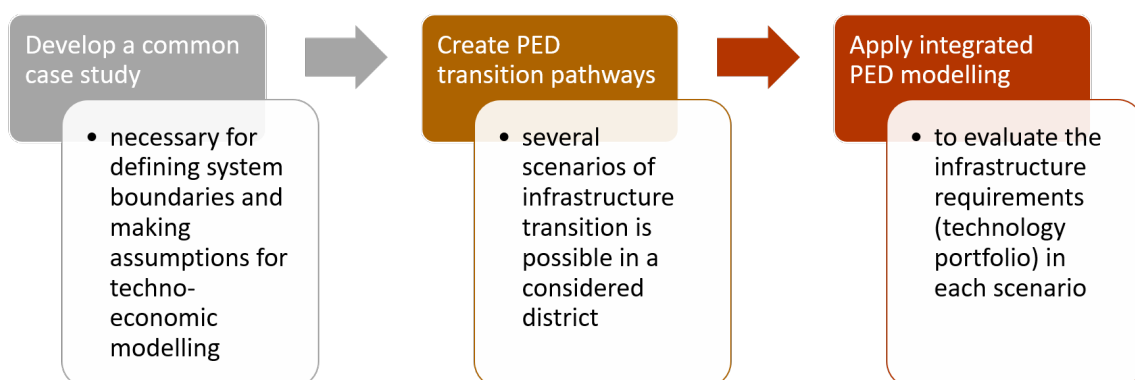 Develop a common
case study
• necessary for
defining system
boundaries and
making
assumptions for
techno-
economic
modelling
Create PED
transition pathways
• several
scenarios of
infrastructure
transition is
possible in a
considered
district
Apply integrated
PED modelling
• to evaluate the
infrastructure
requirements
(technology
portfolio) in
each scenario